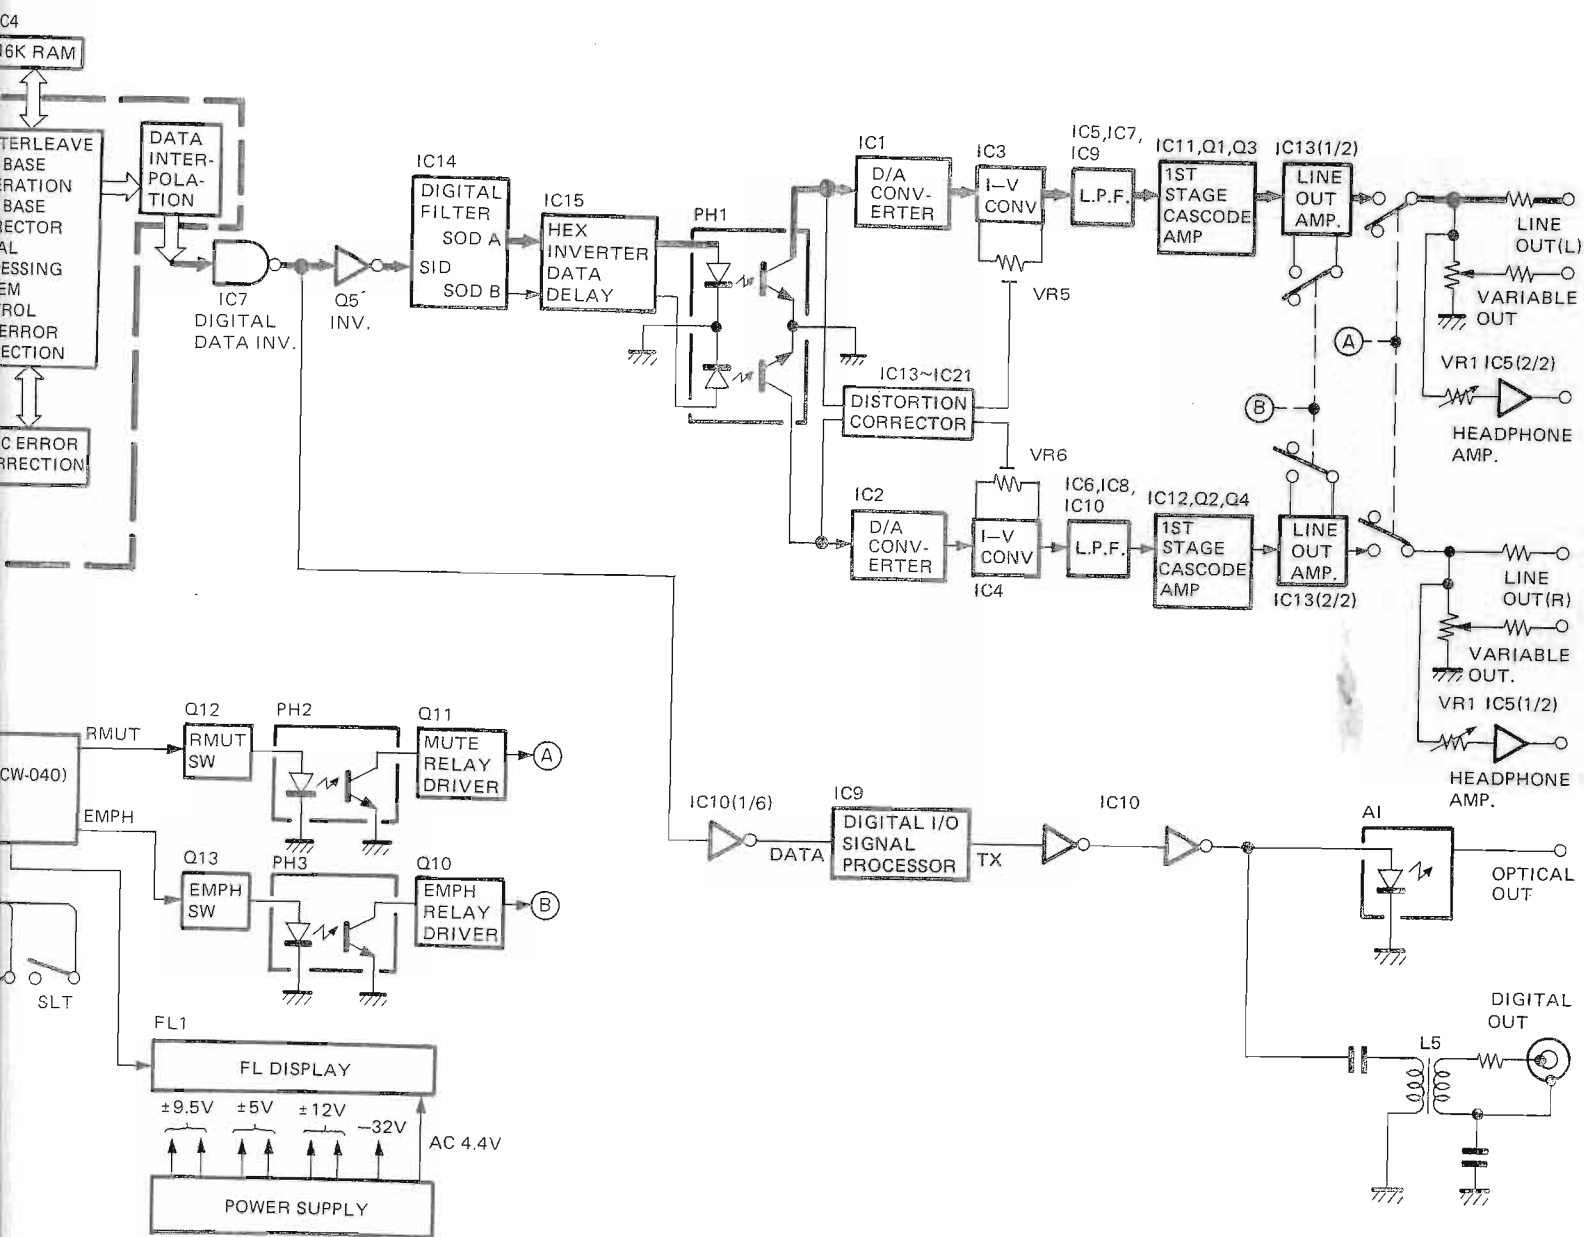 C4
16K RAM
TERLEAVE
BASE
ERATION
BASE
RECTOR
ESSING
EM
TROL
ERROR
ECTION
C ERROR
RRECTION
DATA
INTER-
POLA-
TION
IC7
DIGITAL
DATA INV.
Q5
INV.
IC14
DIGITAL
FILTER
SOD A
SID
SOD B
IC15
HEX
INVERTER
DATA
DELAY
PH1
IC1
D/A
CONV-
ERTER
IC3
I–V
CONV
VR5
IC5,IC7,
IC9
L.P.F.
IC11,Q1,Q3
1ST
STAGE
CASCODE
AMP
IC13(1/2)
LINE
OUT
AMP.
LINE
OUT(L)
VARIABLE
OUT
VR1 IC5(2/2)
HEADPHONE
AMP.
A
B
IC13~IC21
DISTORTION
CORRECTOR
VR6
IC2
D/A
CONV-
ERTER
I–V
CONV
IC4
IC6,IC8,
IC10
L.P.F.
IC12,Q2,Q4
1ST
STAGE
CASCODE
AMP
LINE
OUT
AMP.
IC13(2/2)
LINE
OUT(R)
VARIABLE
OUT.
VR1 IC5(1/2)
HEADPHONE
AMP.
CW-040)
RMUT
Q12
RMUT
SW
PH2
Q11
MUTE
RELAY
DRIVER
A
EMPH
Q13
EMPH
SW
PH3
Q10
EMPH
RELAY
DRIVER
B
SLT
IC10(1/6)
DATA
IC9
DIGITAL I/O
SIGNAL
PROCESSOR
TX
IC10
A1
OPTICAL
OUT
DIGITAL
OUT
L5
FL1
FL DISPLAY
±9.5V
±5V
±12V
–32V
AC 4.4V
POWER SUPPLY